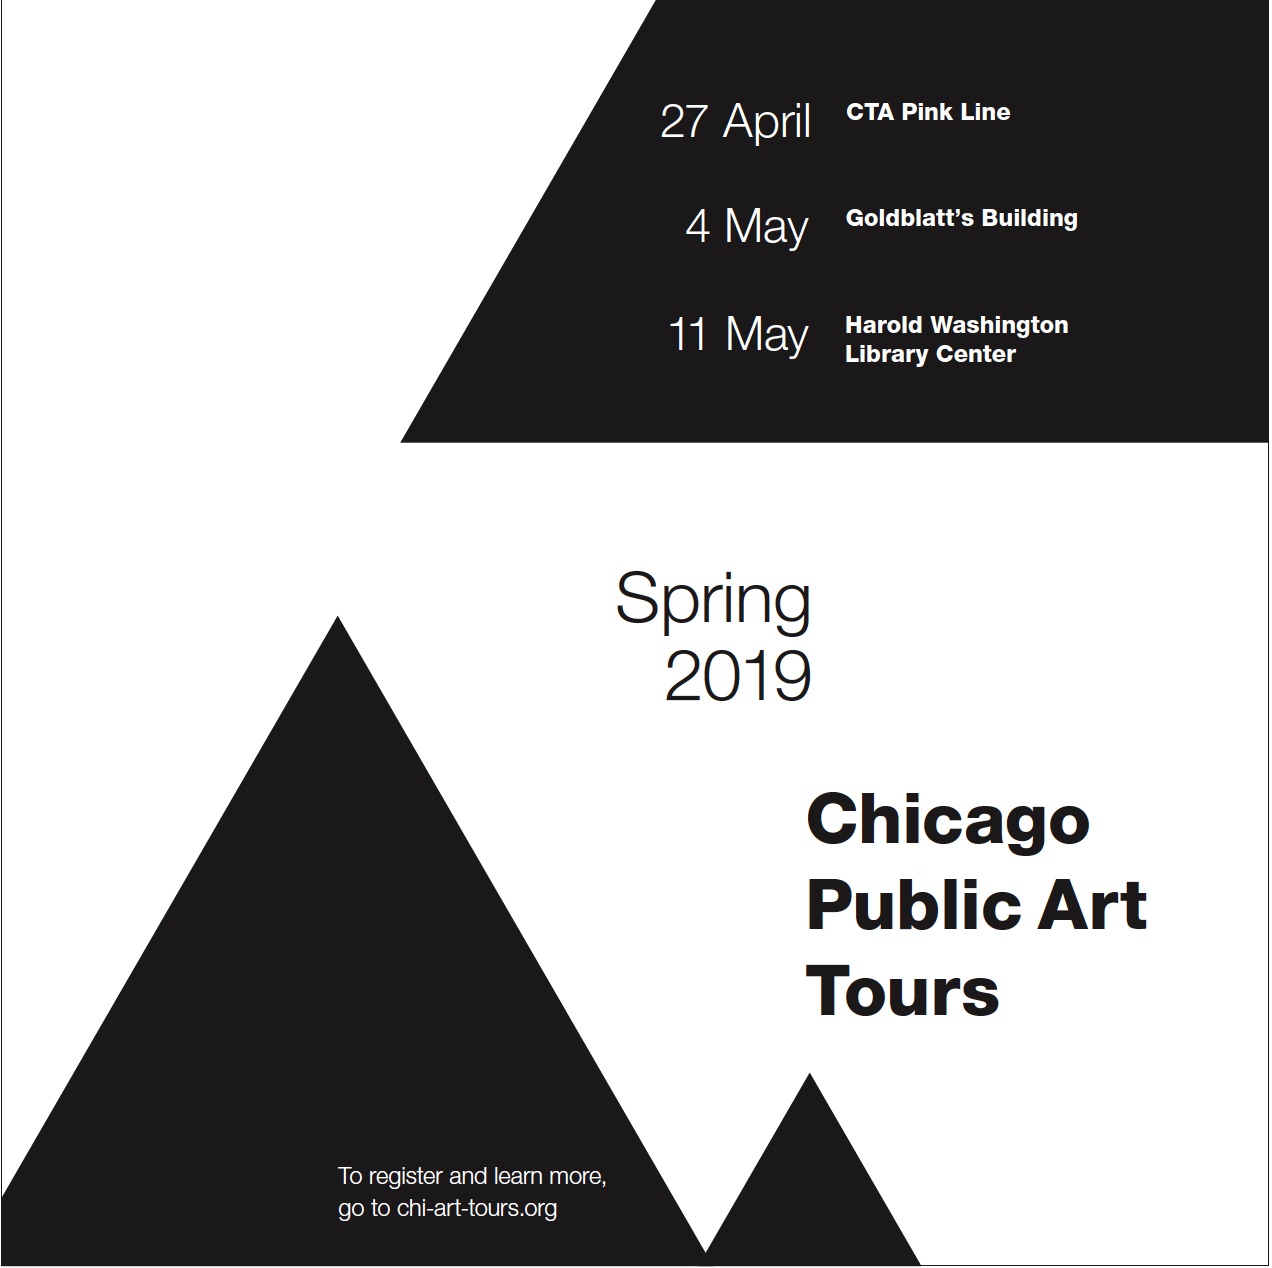 27 April CTA Pink Line
4 May Goldblatt’s Building
11 May Harold Washington
Library Center
Spring
2019
Chicago
Public Art
Tours
To register and learn more,
go to chi-art-tours.org